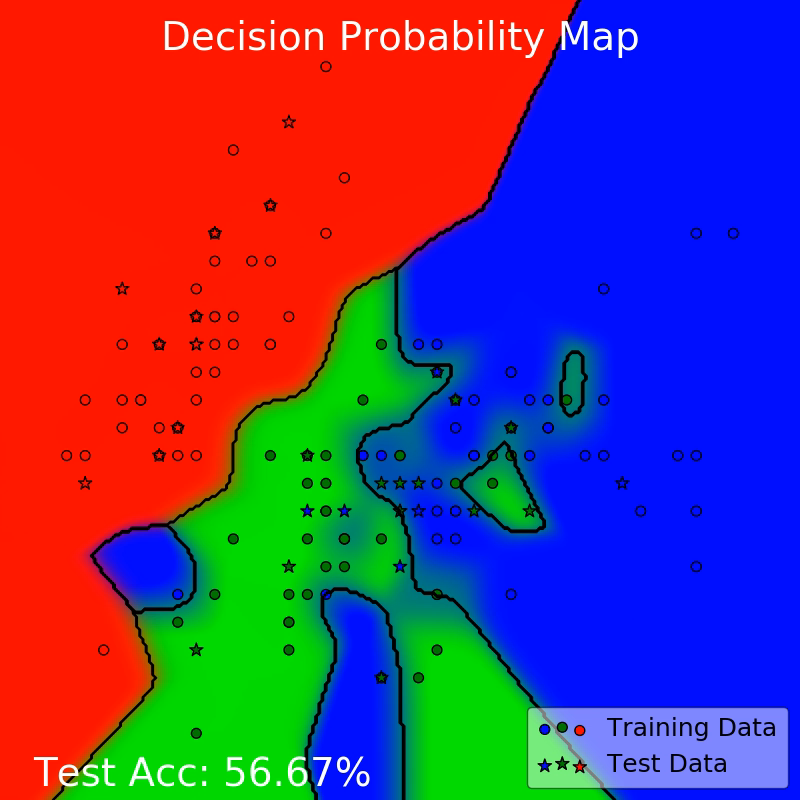 Decision Probability Map
Training Data
Test Data
Test Acc: 56.67%